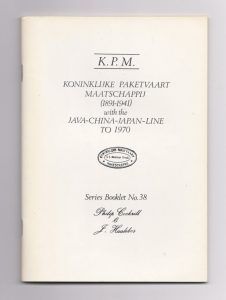 K.P.M.
KONINKLIJKE PAKETVAART
MAATSCHAPPIJ
(1891-1941)
with the
JAVA-CHINA-JAPAN-LINE
TO 1970
Series Booklet No.38
Philip Cockrill
&
J. Haalebos